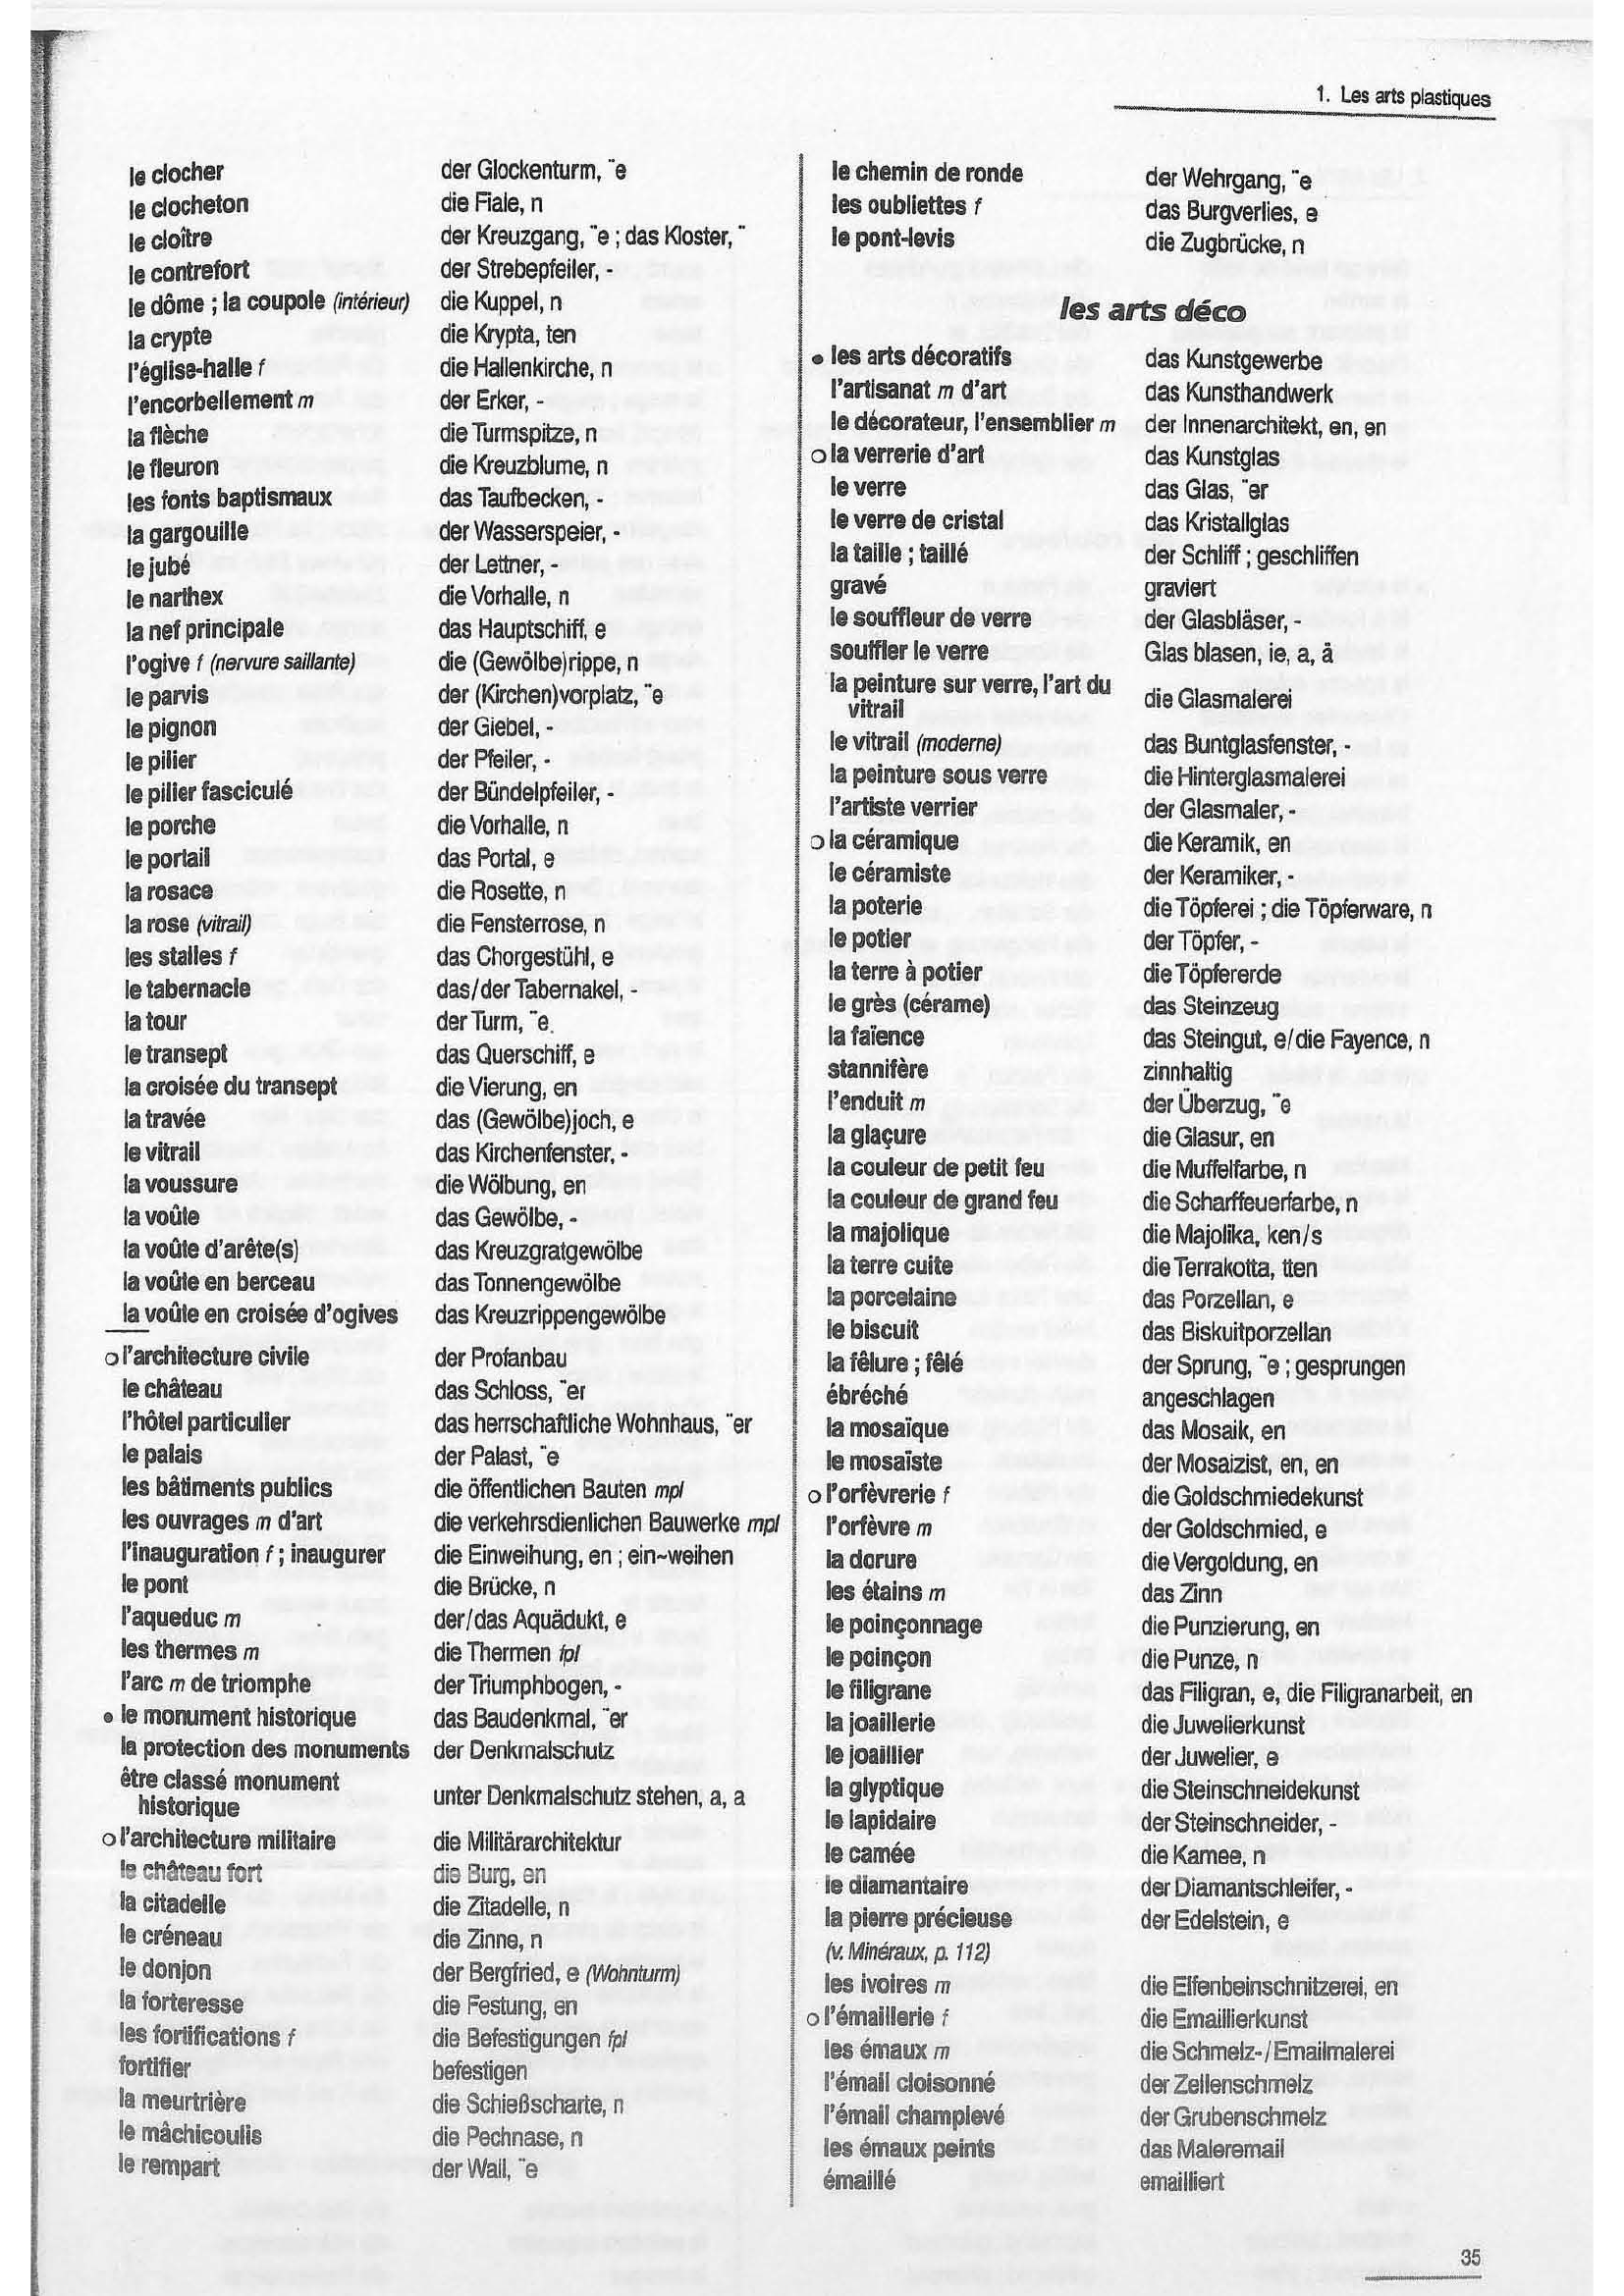 1. Les arts plastiques
le clocher der Glockenturm, ¨e
le clocheton die Fiale, n
le cloître der Kreuzgang, ¨e ; das Kloster, ¨
le contrefort der Strebepfeiler, -
le dôme ; la coupole (intérieur) die Kuppel, n
la crypte die Krypta, ten
l'église-halle f die Hallenkirche, n
l'encorbellement m der Erker, -
la flèche die Turmspitze, n
le fleuron die Kreuzblume, n
les fonts baptismaux das Taufbecken, -
la gargouille der Wasserspeier, -
le jubé der Lettner, -
le narthex die Vorhalle, n
la nef principale das Hauptschiff, e
l'ogive f (nervure saillante) die (Gewölbe)rippe, n
le parvis der (Kirchen)vorplatz, ¨e
le pignon der Giebel, -
le pilier der Pfeiler, -
le pilier fasciculé der Bündelpfeiler, -
le porche die Vorhalle, n
le portail das Portal, e
la rosace die Rosette, n
la rose (vitrail) die Fensterrose, n
les stalles f das Chorgestühl, e
le tabernacle das/der Tabernakel, -
la tour der Turm, ¨e
le transept das Querschiff, e
la croisée du transept die Vierung, en
la travée das (Gewölbe)joch, e
le vitrail das Kirchenfenster, -
la voussure die Wölbung, en
la voûte das Gewölbe, -
la voûte d'arête(s) das Kreuzgratgewölbe
la voûte en berceau das Tonnengewölbe
la voûte en croisée d'ogives das Kreuzrippengewölbe
o l'architecture civile der Profanbau
le château das Schloss, ¨er
l'hôtel particulier das herrschaftliche Wohnhaus, ¨er
le palais der Palast, ¨e
les bâtiments publics die öffentlichen Bauten mpl
les ouvrages m d'art die verkehrsdienlichen Bauwerke mpl
l'inauguration f ; inaugurer die Einweihung, en ; ein~weihen
le pont die Brücke, n
l'aqueduc m der/das Aquädukt, e
les thermes m die Thermen fpl
l'arc m de triomphe der Triumphbogen, -
• le monument historique das Baudenkmal, ¨er
la protection des monuments der Denkmalschutz
être classé monument
historique unter Denkmalschutz stehen, a, a
o l'architecture militaire die Militärarchitektur
le château fort die Burg, en
la citadelle die Zitadelle, n
le créneau die Zinne, n
le donjon der Bergfried, e (Wohnturm)
la forteresse die Festung, en
les fortifications f die Befestigungen fpl
fortifier befestigen
la meurtrière die Schießscharte, n
le mâchicoulis die Pechnase, n
le rempart der Wall, ¨e
le chemin de ronde der Wehrgang, ¨e
les oubliettes f das Burgverlies, e
le pont-levis die Zugbrücke, n
les arts déco
• les arts décoratifs das Kunstgewerbe
l'artisanat m d'art das Kunsthandwerk
le décorateur, l'ensemblier m der Innenarchitekt, en, en
o la verrerie d'art das Kunstglas
le verre das Glas, ¨er
le verre de cristal das Kristallglas
la taille ; taillé der Schliff ; geschliffen
gravé graviert
le souffleur de verre der Glasbläser, -
souffler le verre Glas blasen, ie, a, ä
la peinture sur verre, l'art du
vitrail die Glasmalerei
le vitrail (moderne) das Buntglasfenster, -
la peinture sous verre die Hinterglasmalerei
l'artiste verrier der Glasmaler, -
o la céramique die Keramik, en
le céramiste der Keramiker, -
la poterie die Töpferei ; die Töpferware, n
le potier der Töpfer, -
la terre à potier die Töpfererde
le grès (cérame) das Steinzeug
la faïence das Steingut, e/die Fayence, n
stannifère zinnhaltig
l'enduit m der Überzug, ¨e
la glaçure die Glasur, en
la couleur de petit feu die Muffelfarbe, n
la couleur de grand feu die Scharffeuerfarbe, n
la majolique die Majolika, ken/s
la terre cuite die Terrakotta, tten
la porcelaine das Porzellan, e
le biscuit das Biskuitporzellan
la fêlure ; fêlé der Sprung, ¨e ; gesprungen
ébréché angeschlagen
la mosaïque das Mosaik, en
le mosaïste der Mosaizist, en, en
o l'orfèvrerie f die Goldschmiedekunst
l'orfèvre m der Goldschmied, e
la dorure die Vergoldung, en
les étains m das Zinn
le poinçonnage die Punzierung, en
le poinçon die Punze, n
le filigrane das Filigran, e, die Filigranarbeit, en
la joaillerie die Juwelierkunst
le joaillier der Juwelier, e
la glyptique die Steinschneidekunst
le lapidaire der Steinschneider, -
le camée die Kamee, n
le diamantaire der Diamantschleifer, -
la pierre précieuse der Edelstein, e
(v. Minéraux, p. 112)
les ivoires m die Elfenbeinschnitzerei, en
o l'émaillerie f die Emaillierkunst
les émaux m die Schmelz-/Emailmalerei
l'émail cloisonné der Zellenschmelz
l'émail champlevé der Grubenschmelz
les émaux peints das Maleremail
émaillé emailliert
35